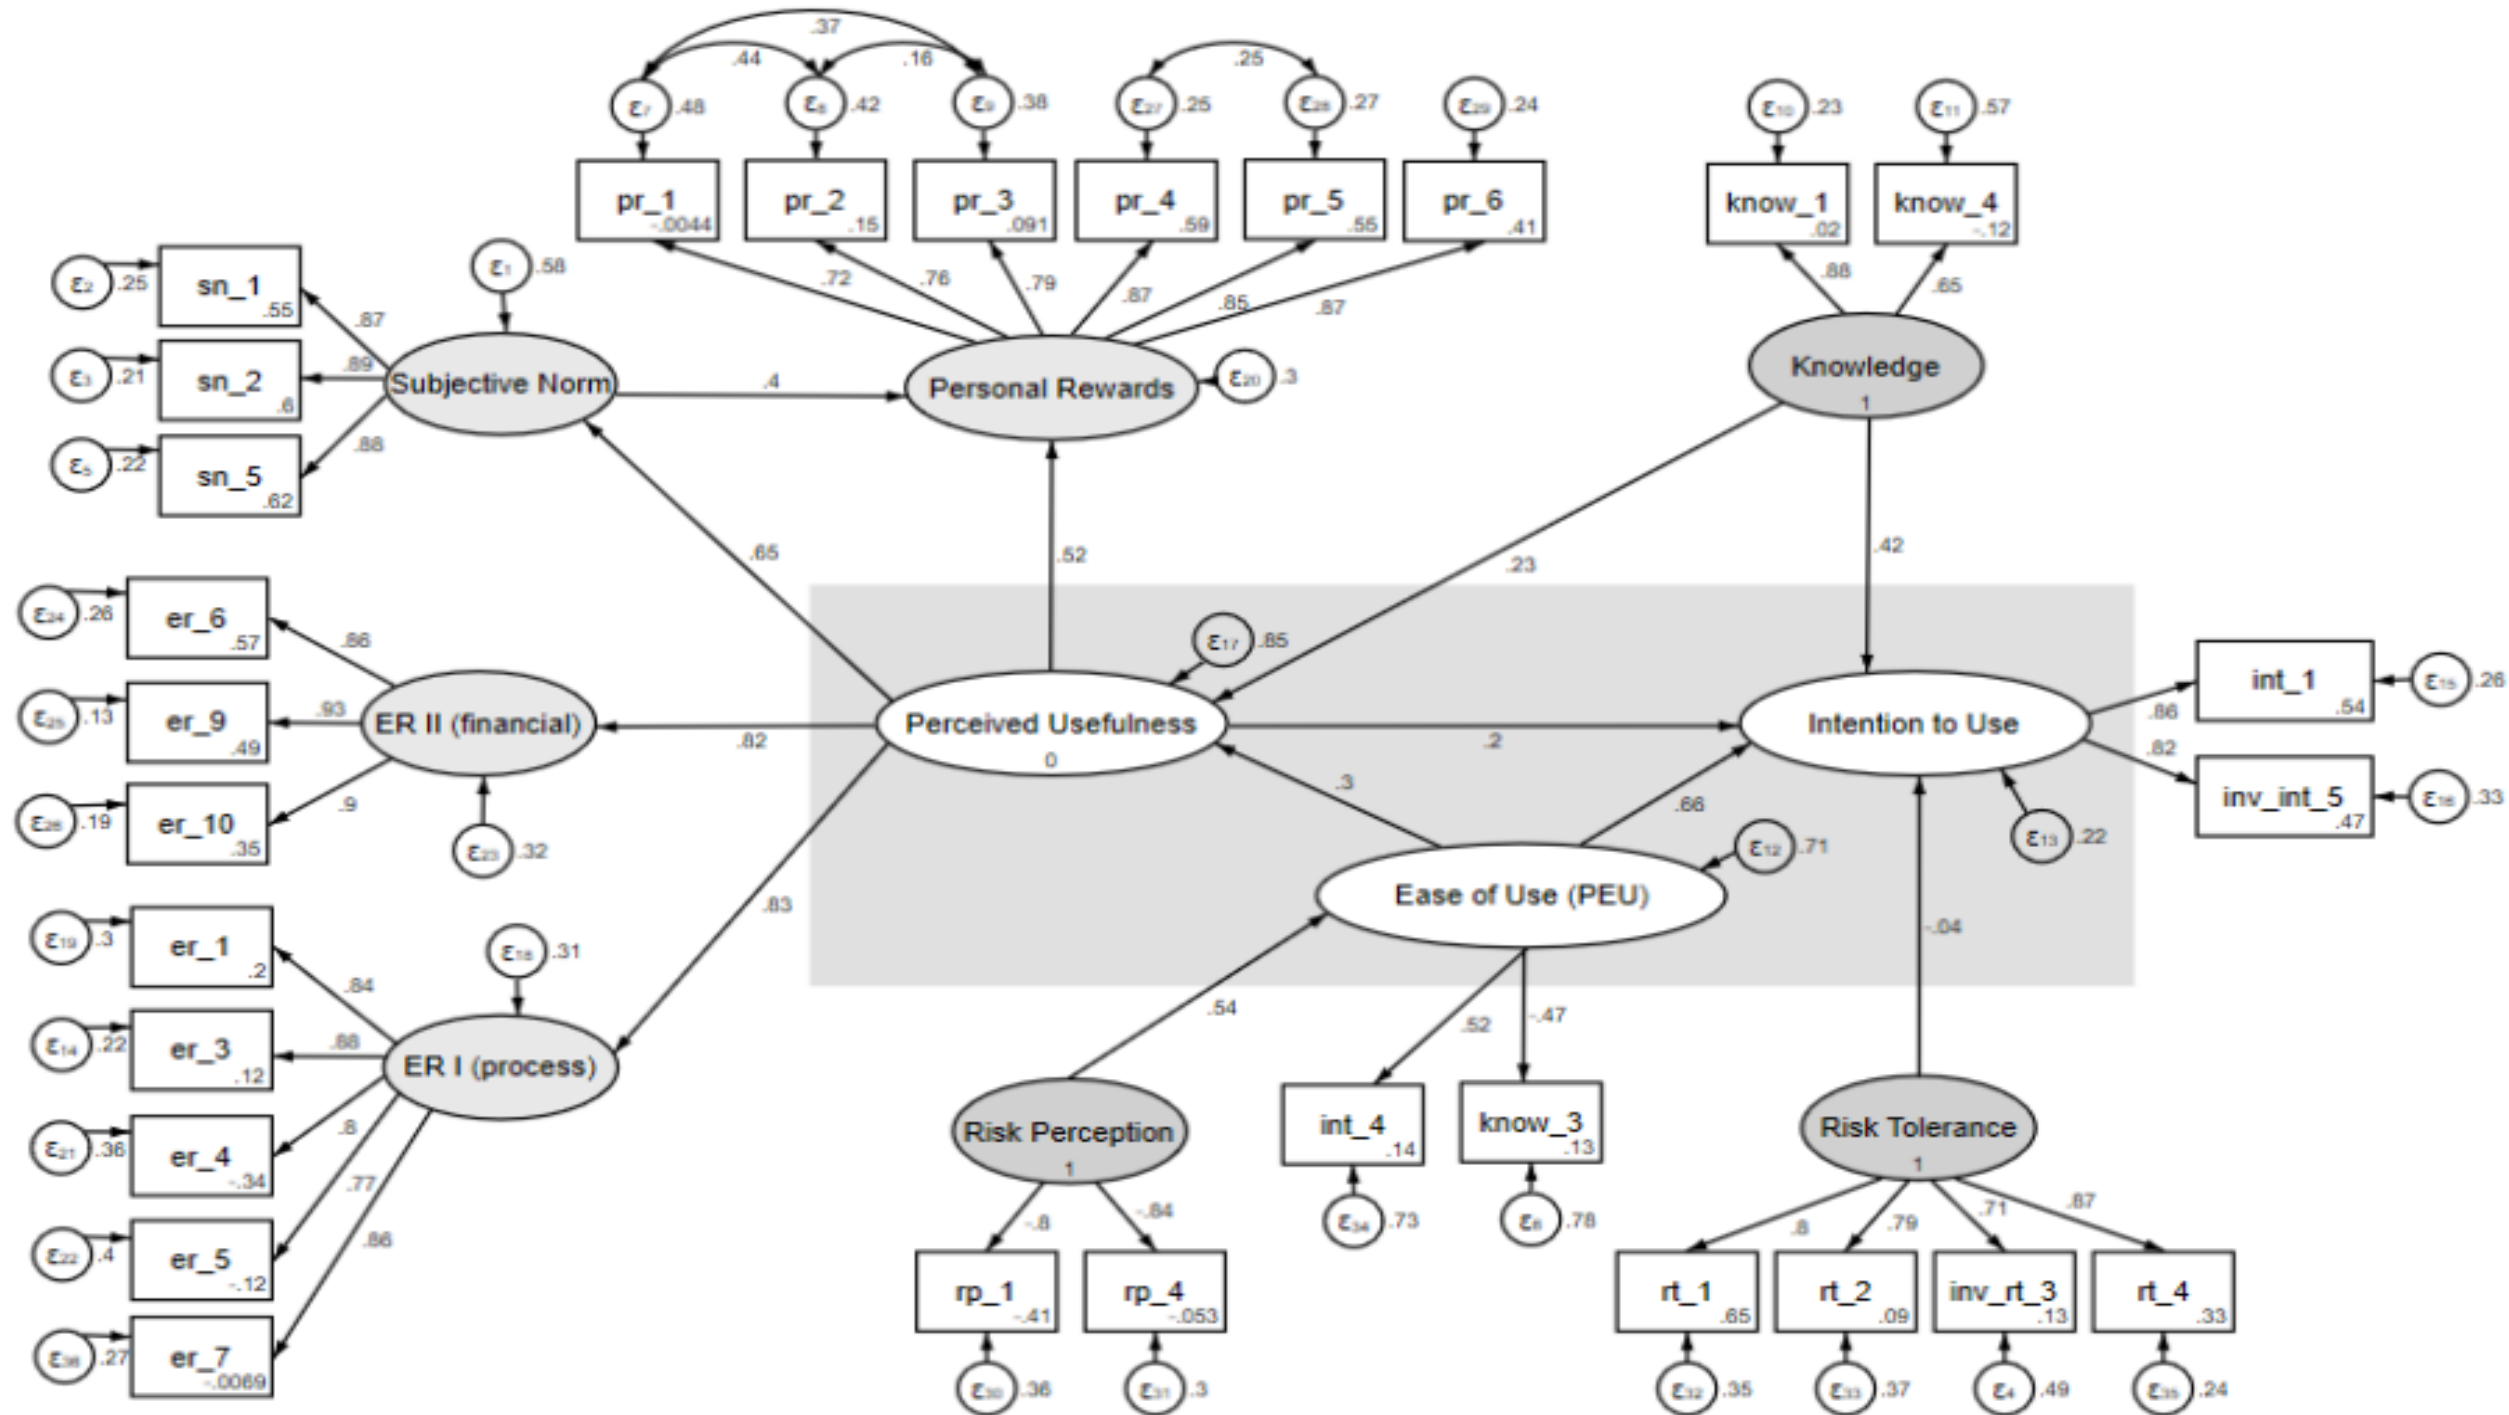 .37
.44
.16
.25
ε7 .48
ε8 .42
ε9 .38
ε27 .25
ε28 .27
ε29 .24
ε10 .23
ε11 .57
pr_1
-.0044
pr_2
.15
pr_3
.091
pr_4
.59
pr_5
.55
pr_6
.41
know_1
.02
know_4
-.12
.72
.76
.79
.87
.85
.87
.88
.65
ε2 .25
sn_1
.55
ε1 .58
.87
ε3 .21
sn_2
.6
.89
ε5 .22
sn_5
.62
.88
Subjective Norm
.4
Personal Rewards
ε20 .3
Knowledge
1
.65
.52
.23
.42
ε24 .26
er_6
.57
.86
ε25 .13
er_9
.49
.93
ε26 .19
er_10
.35
.9
ER II (financial)
ε23 .32
.82
Perceived Usefulness
0
ε17 .85
.2
Intention to Use
int_1
.54
.86
ε15 .26
inv_int_5
.47
.82
ε16 .33
ε13 .22
.3
.66
Ease of Use (PEU)
ε12 .71
.83
-.04
ε19 .3
er_1
.2
.84
ε18 .31
ε14 .22
er_3
.12
.88
ER I (process)
ε21 .36
er_4
-.34
.8
ε22 .4
er_5
-.12
.77
ε36 .27
er_7
-.0069
.86
.54
.52
-.47
Risk Perception
1
int_4
.14
know_3
.13
Risk Tolerance
1
ε34 .73
.78
-.8
-.84
.8
.79
.71
.87
rp_1
-.41
rp_4
-.053
rt_1
.65
rt_2
.09
inv_rt_3
.13
rt_4
.33
ε30 .36
ε31 .3
ε32 .35
ε33 .37
ε4 .49
ε35 .24